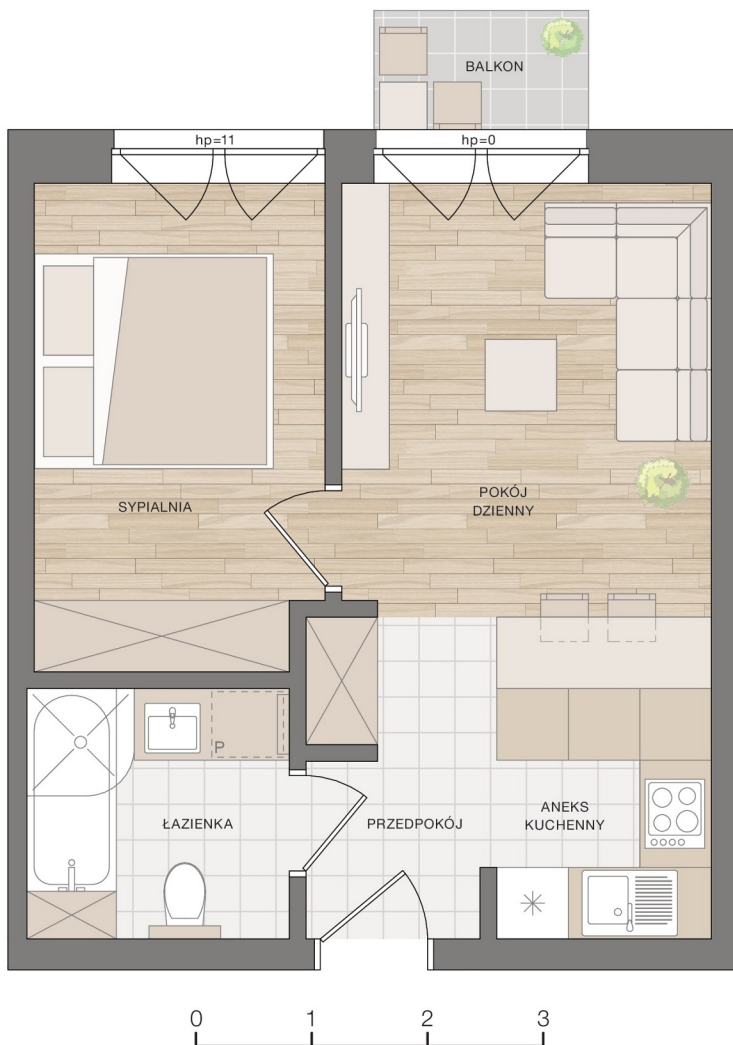 BALKON
hp=11
hp=0
SYPIALNIA
POKÓJ
DZIENNY
P
ŁAZIENKA
PRZEDPOKÓJ
ANEKS
KUCHENNY
0 1 2 3